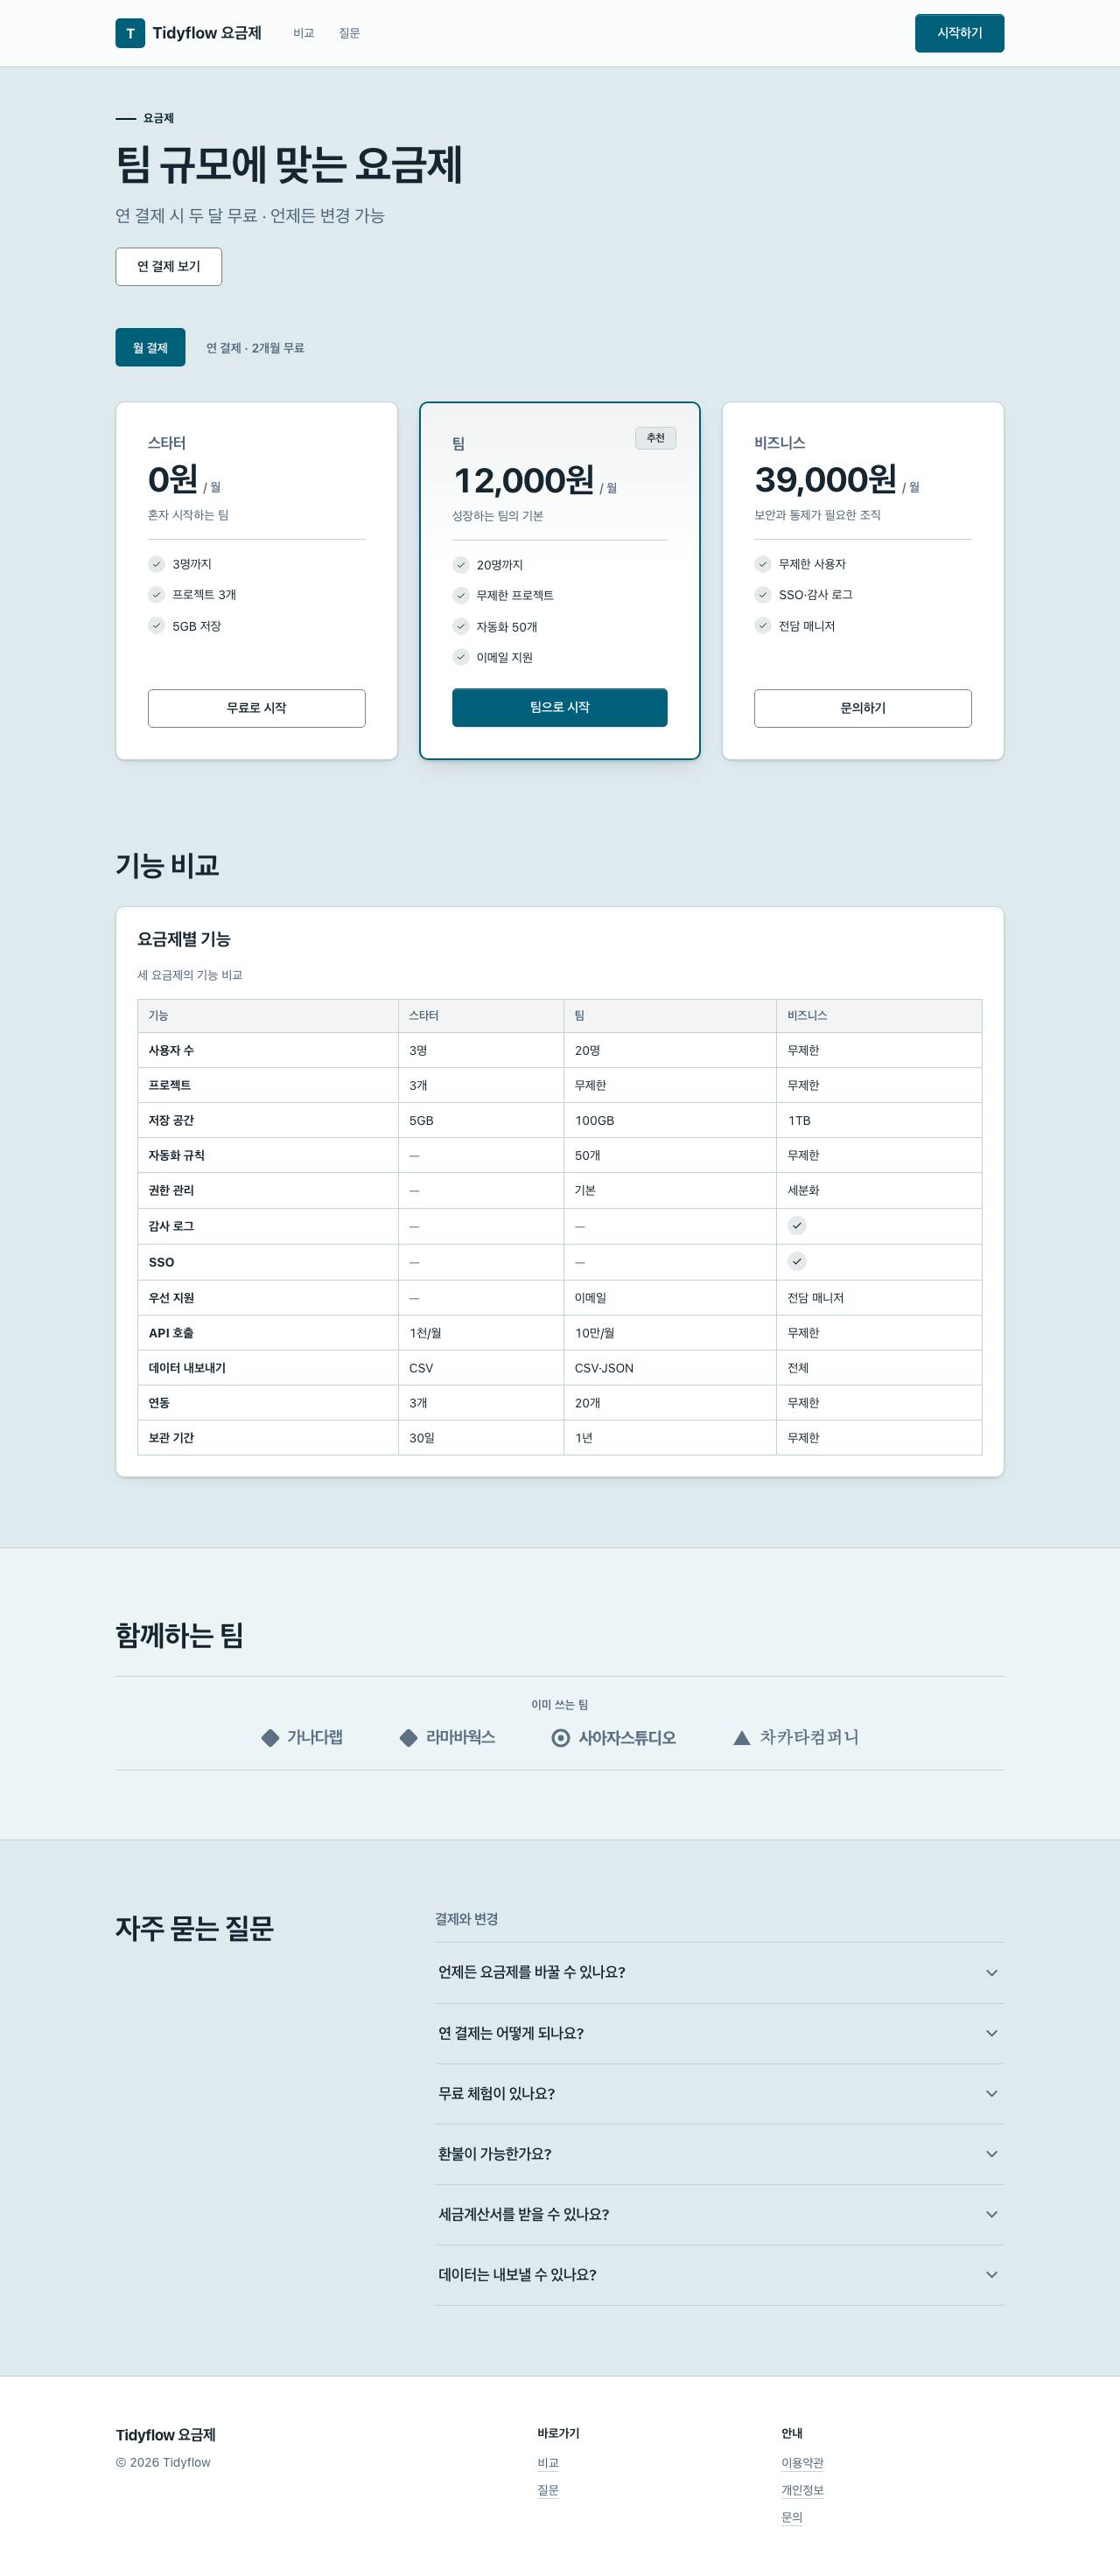 T Tidyflow 요금제 비교 질문 시작하기
요금제
팀 규모에 맞는 요금제
연 결제 시 두 달 무료 · 언제든 변경 가능
연 결제 보기
월 결제 연 결제 · 2개월 무료
스타터
0원 / 월
혼자 시작하는 팀
3명까지
프로젝트 3개
5GB 저장
무료로 시작
팀 추천
12,000원 / 월
성장하는 팀의 기본
20명까지
무제한 프로젝트
자동화 50개
이메일 지원
팀으로 시작
비즈니스
39,000원 / 월
보안과 통제가 필요한 조직
무제한 사용자
SSO·감사 로그
전담 매니저
문의하기
기능 비교
요금제별 기능
세 요금제의 기능 비교
기능 스타터 팀 비즈니스
사용자 수 3명 20명 무제한
프로젝트 3개 무제한 무제한
저장 공간 5GB 100GB 1TB
자동화 규칙 — 50개 무제한
권한 관리 — 기본 세분화
감사 로그 — —
SSO — —
우선 지원 — 이메일 전담 매니저
API 호출 1천/월 10만/월 무제한
데이터 내보내기 CSV CSV·JSON 전체
연동 3개 20개 무제한
보관 기간 30일 1년 무제한
함께하는 팀
이미 쓰는 팀
가나다랩 라마바웍스 사아자스튜디오 차카타컴퍼니
자주 묻는 질문
결제와 변경
언제든 요금제를 바꿀 수 있나요?
연 결제는 어떻게 되나요?
무료 체험이 있나요?
환불이 가능한가요?
세금계산서를 받을 수 있나요?
데이터는 내보낼 수 있나요?
Tidyflow 요금제
© 2026 Tidyflow
바로가기
비교
질문
안내
이용약관
개인정보
문의